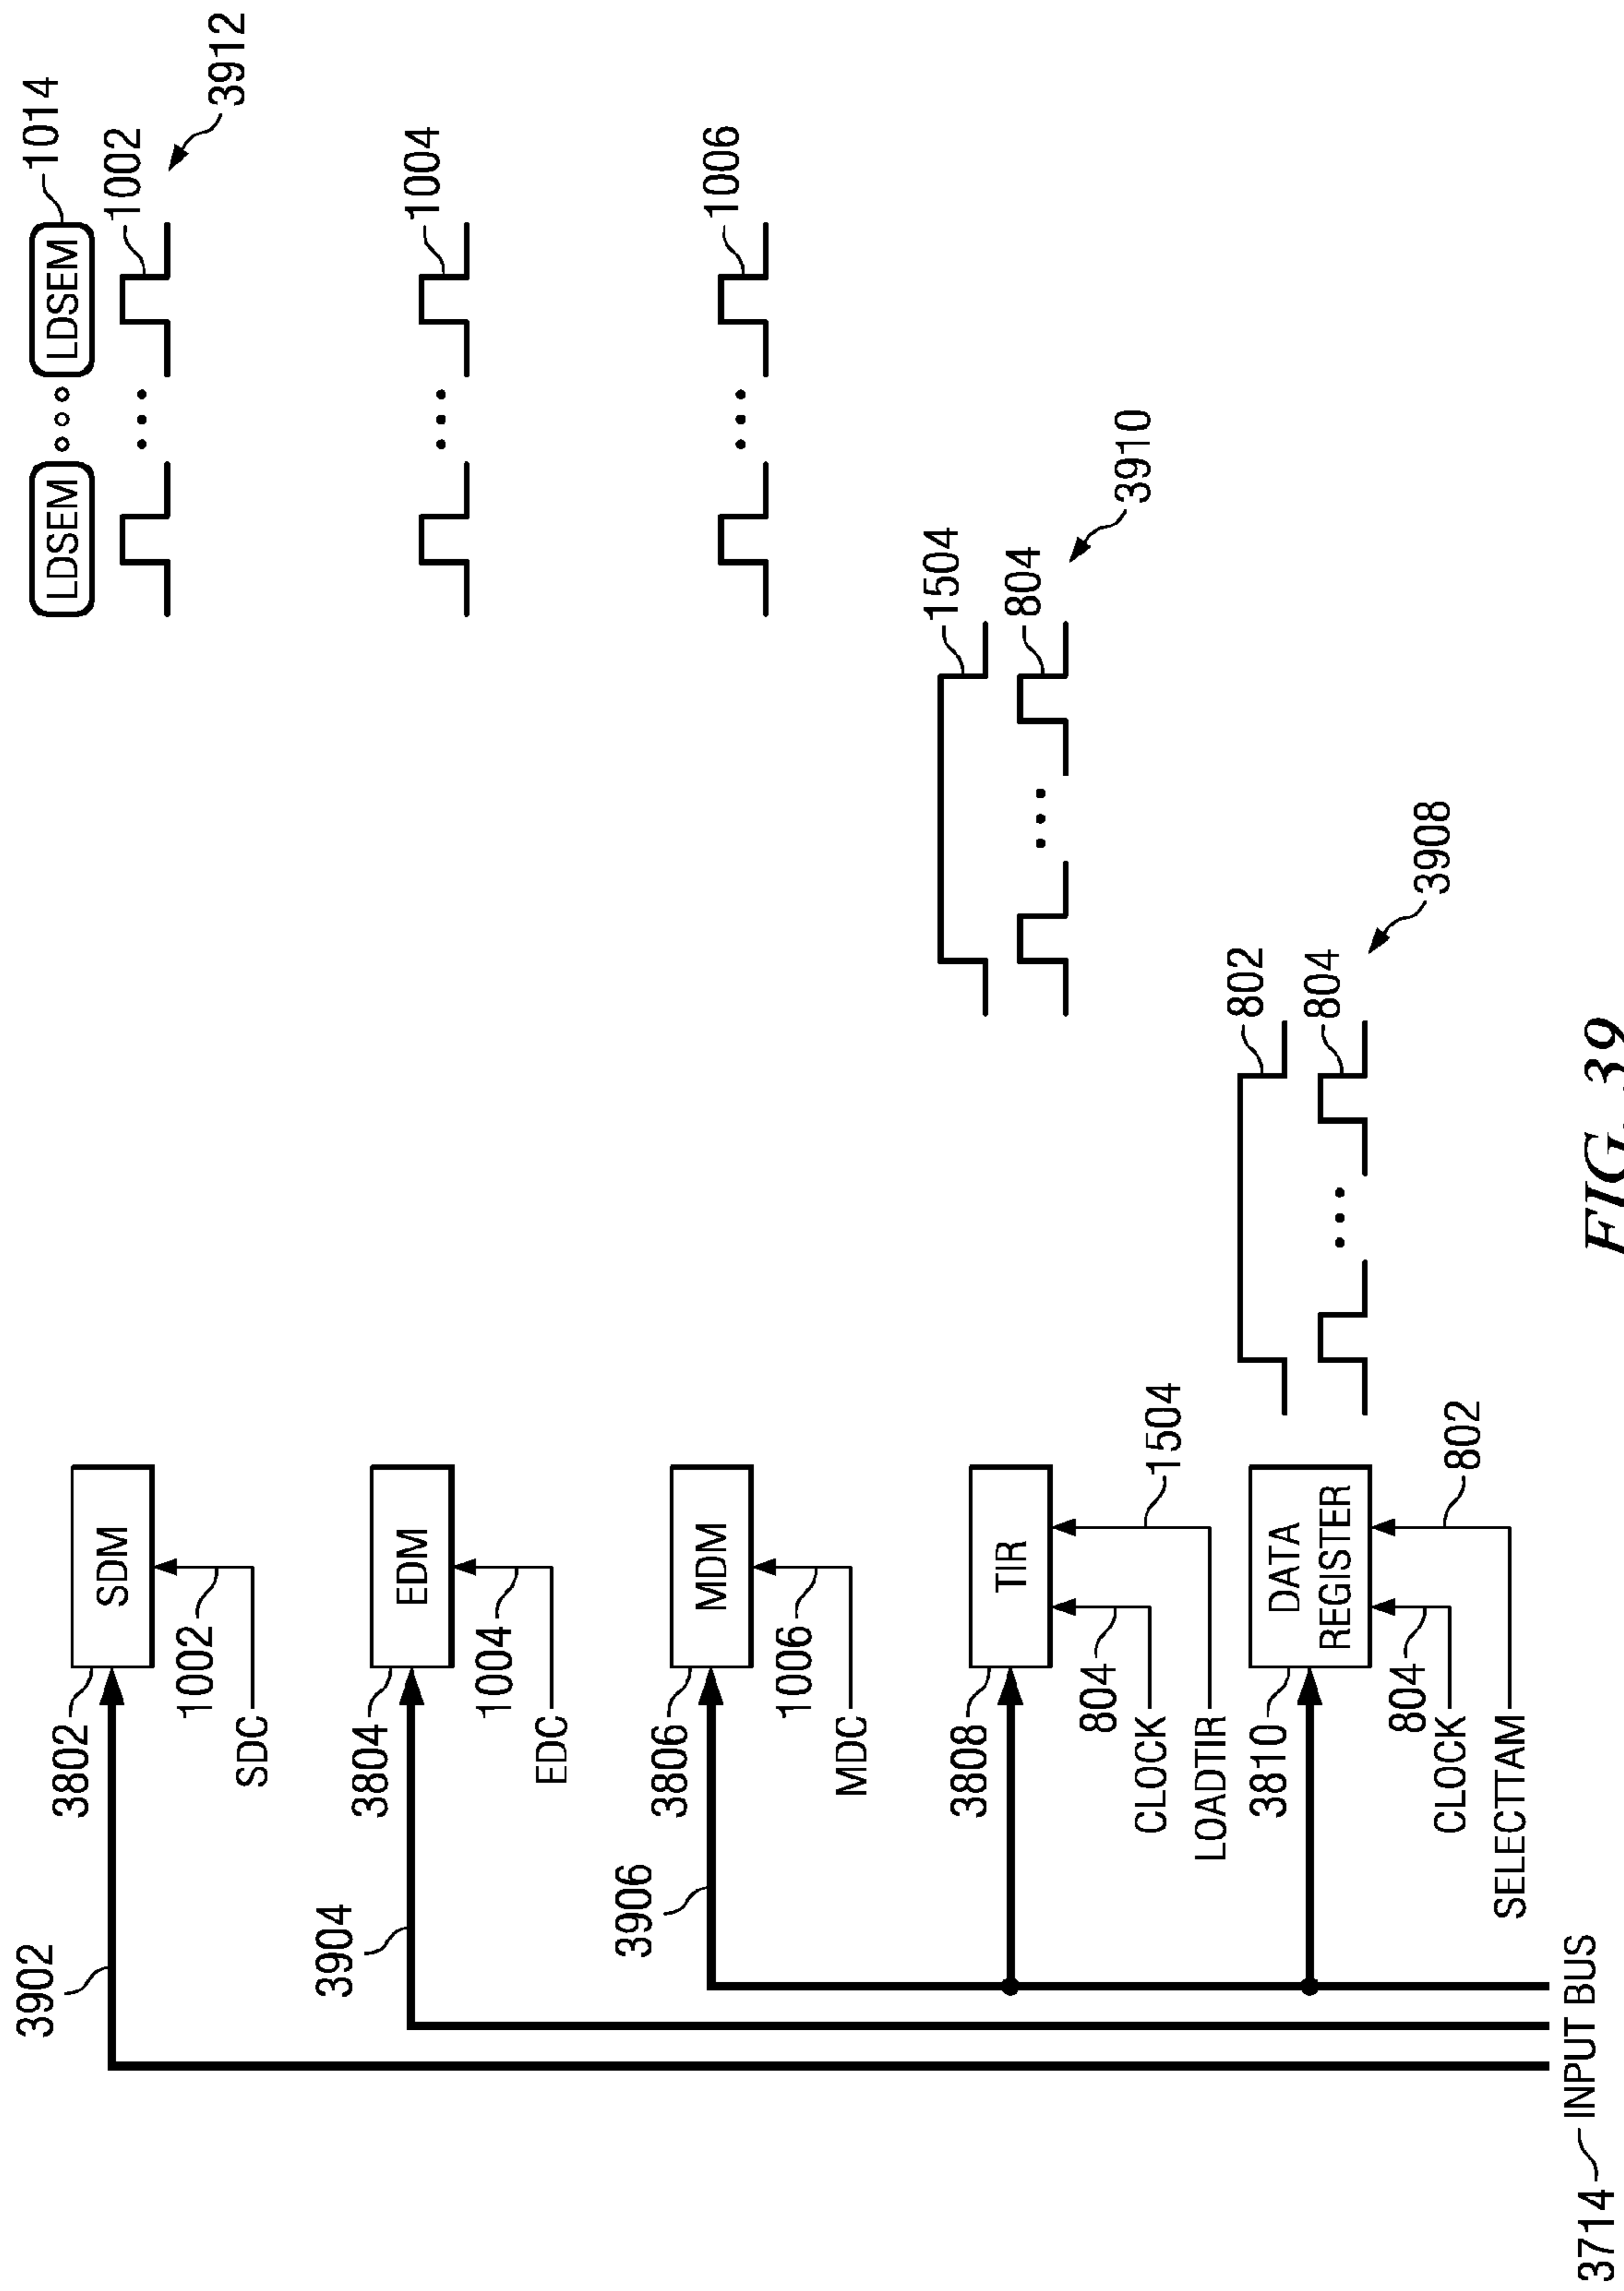 3902
3802
SDM
1002
SDC
LDSEM
LDSEM
1014
1002
3912
3904
3804
EDM
1004
EDC
1004
3906
3806
MDM
1006
MDC
1006
3808
TIR
804
CLOCK
1504
LOADTIR
1504
804
3910
3810
DATA
REGISTER
804
CLOCK
802
SELECTTAM
802
804
3908
3714
INPUT BUS
FIG. 39